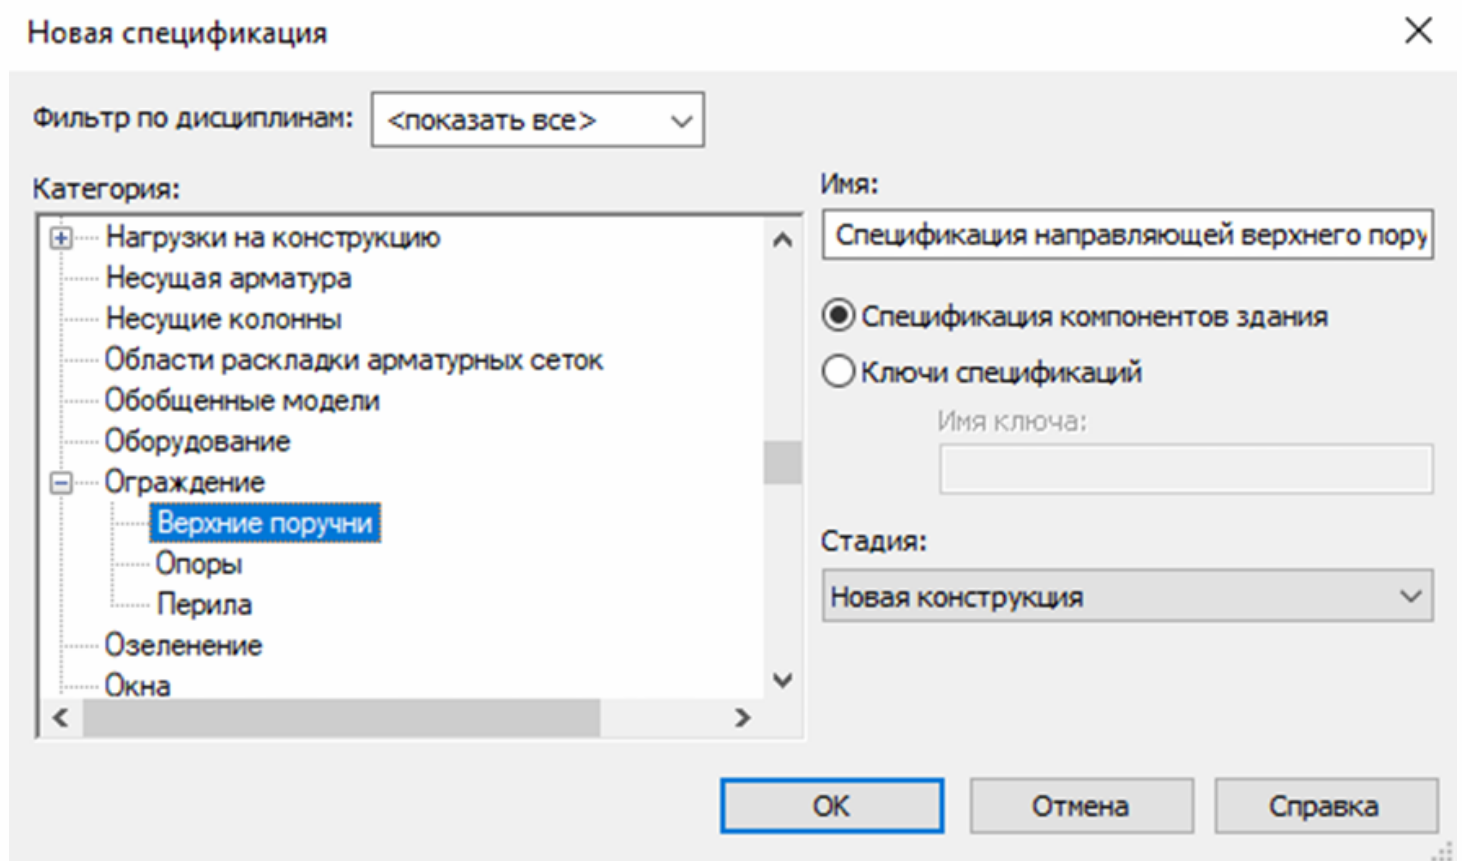 Новая спецификация
Фильтр по дисциплинам: <показать все>
Категория:
Нагрузки на конструкцию
Несущая арматура
Несущие колонны
Области раскладки арматурных сеток
Обобщенные модели
Оборудование
Ограждение
Верхние поручни
Опоры
Перила
Озеленение
Окна
Имя:
Спецификация направляющей верхнего пору
Спецификация компонентов здания
Ключи спецификаций
Имя ключа:
Стадия:
Новая конструкция
ОК Отмена Справка